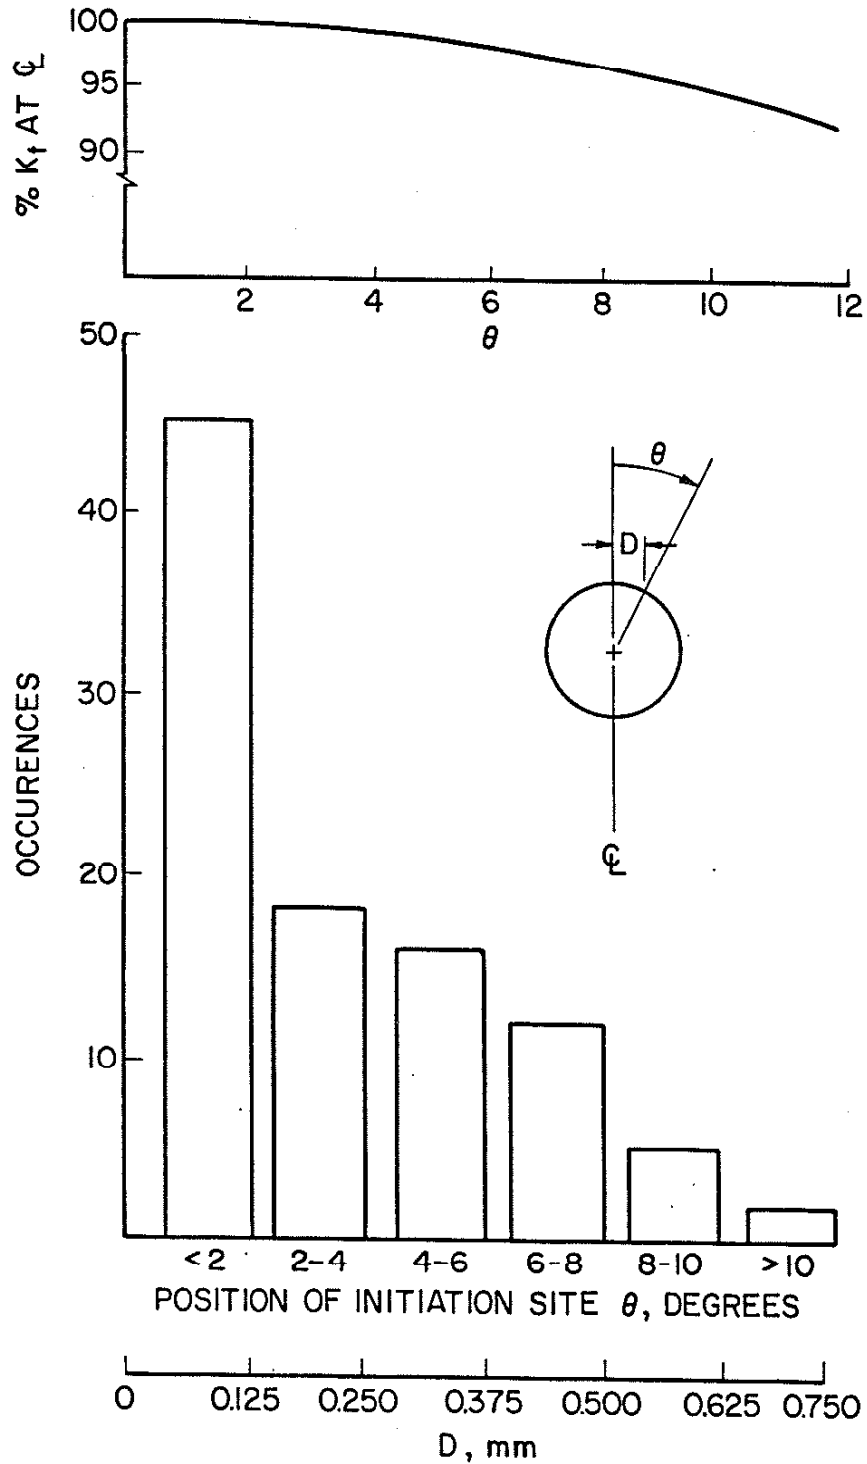 % Kf AT ℄
100
95
90
2 4 6 8 10 12
θ
OCCURENCES
50
40
30
20
10
θ
D
℄
<2 2-4 4-6 6-8 8-10 >10
POSITION OF INITIATION SITE θ, DEGREES
0 0.125 0.250 0.375 0.500 0.625 0.750
D, mm